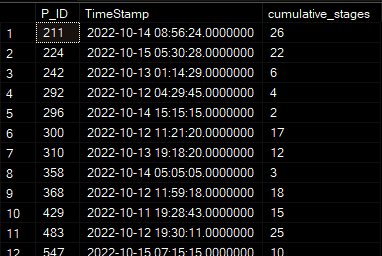 P_ID TimeStamp cumulative_stages
1 211 2022-10-14 08:56:24.0000000 26
2 224 2022-10-15 05:30:28.0000000 22
3 242 2022-10-13 01:14:29.0000000 6
4 292 2022-10-12 04:29:45.0000000 4
5 296 2022-10-14 15:15:15.0000000 2
6 300 2022-10-12 11:21:20.0000000 17
7 310 2022-10-13 19:18:20.0000000 12
8 358 2022-10-14 05:05:05.0000000 3
9 368 2022-10-12 11:59:18.0000000 18
10 429 2022-10-11 19:28:43.0000000 15
11 483 2022-10-12 19:30:11.0000000 25
12 547 2022-10-15 07:15:15.0000000 10